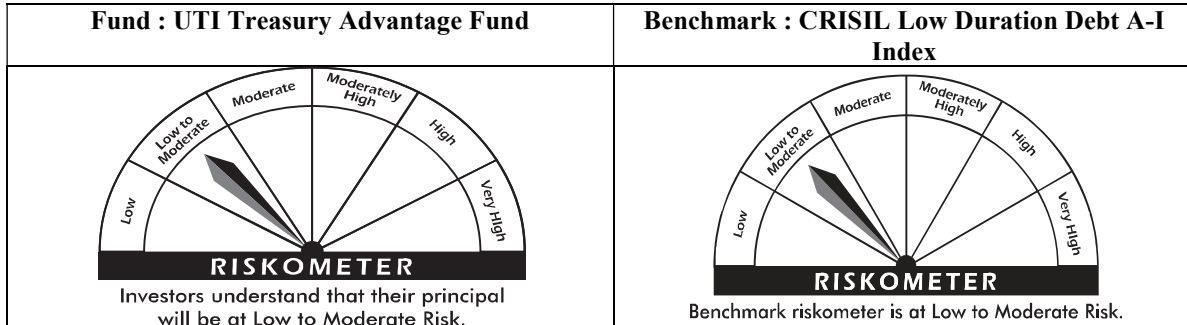 Fund : UTI Treasury Advantage Fund
Benchmark : CRISIL Low Duration Debt A-I
Index
Low
Low to
Moderate
Moderate
Moderately
High
High
Very High
RISKOMETER
Investors understand that their principal
will be at Low to Moderate Risk.
Low
Low to
Moderate
Moderate
Moderately
High
High
Very High
RISKOMETER
Benchmark riskometer is at Low to Moderate Risk.